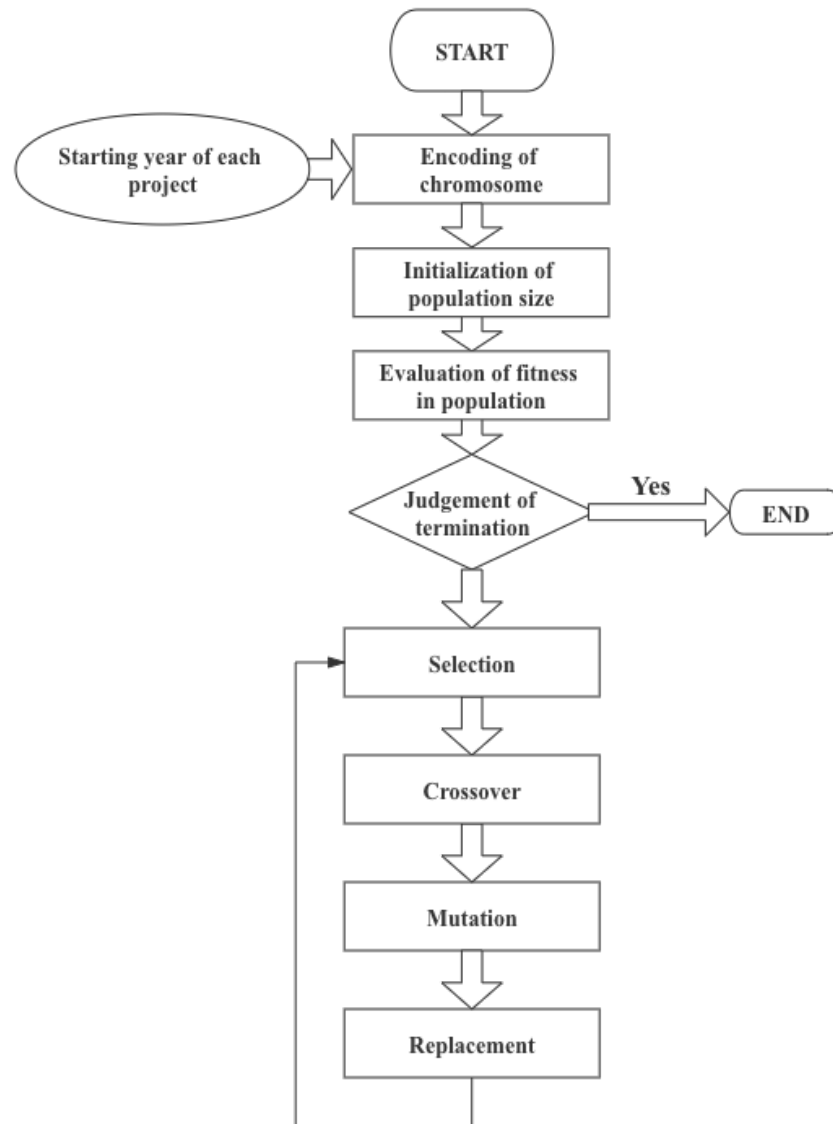 START
Starting year of each
project
Encoding of
chromosome
Initialization of
population size
Evaluation of fitness
in population
Judgement of
termination
Yes
END
Selection
Crossover
Mutation
Replacement